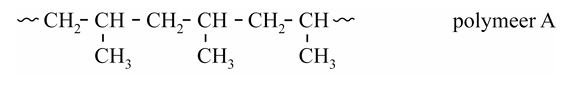 ~ CH₂– CH – CH₂– CH – CH₂– CH ~ polymeer A
CH₃ CH₃ CH₃